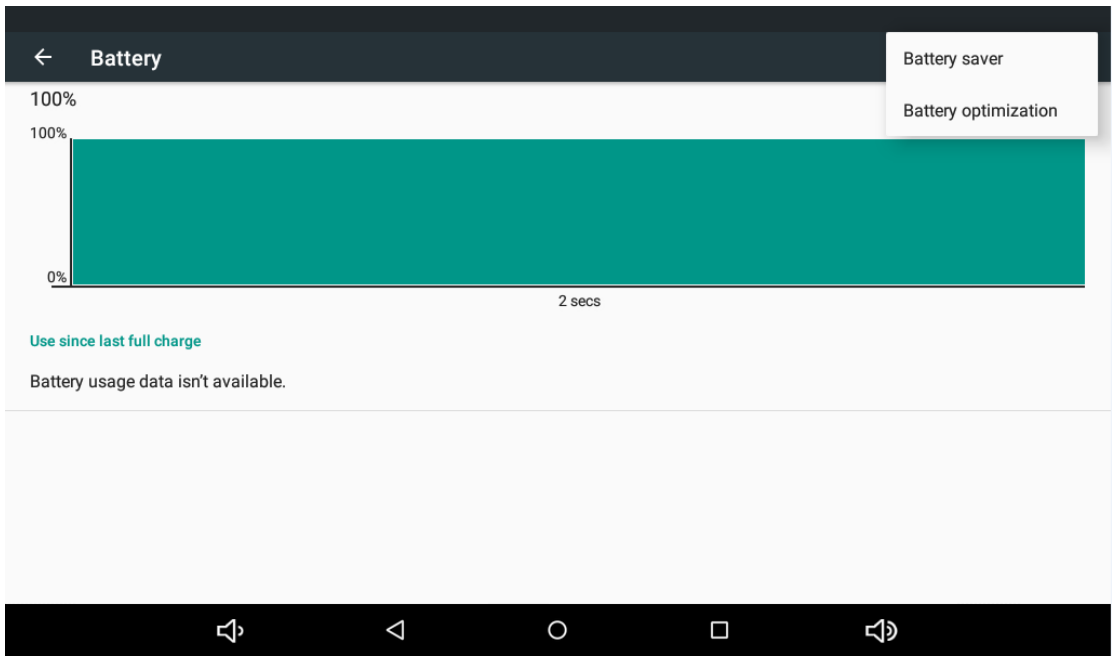 Battery
Battery saver
Battery optimization
100%
100%
0%
2 secs
Use since last full charge
Battery usage data isn’t available.